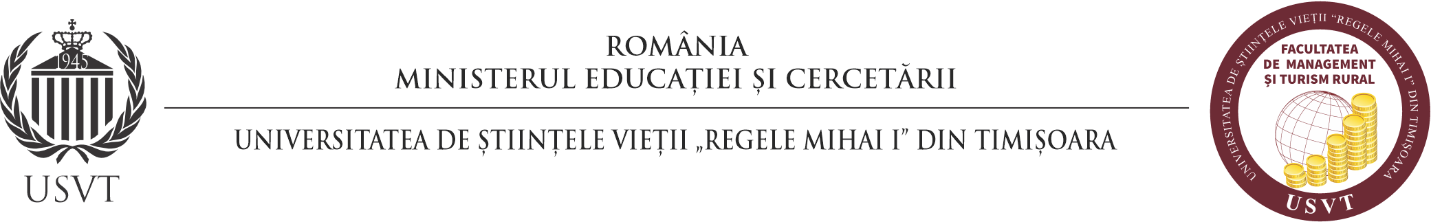 1945
USVT
ROMÂNIA
MINISTERUL EDUCAȚIEI ȘI CERCETĂRII
UNIVERSITATEA DE ȘTIINȚELE VIEȚII „REGELE MIHAI I” DIN TIMIȘOARA
UNIVERSITATEA DE ȘTIINȚELE VIEȚII "REGELE MIHAI I" DIN TIMISOARA
FACULTATEA
DE MANAGEMENT
ȘI TURISM RURAL
USVT